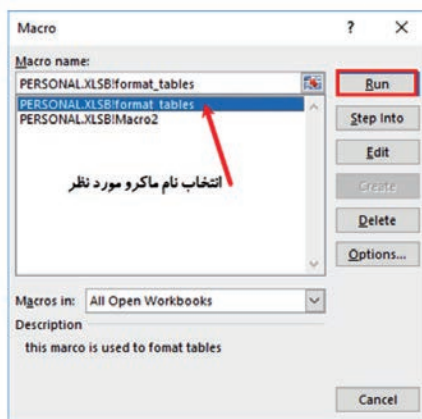 Macro
? X
Macro name:
PERSONAL.XLSB!format_tables
Run
PERSONAL.XLSB!format_tables
PERSONAL.XLSB!Macro2
Step Into
Edit
انتخاب نام ماکرو مورد نظر
Create
Delete
Options...
Macros in: All Open Workbooks
Description
this marco is used to fomat tables
Cancel